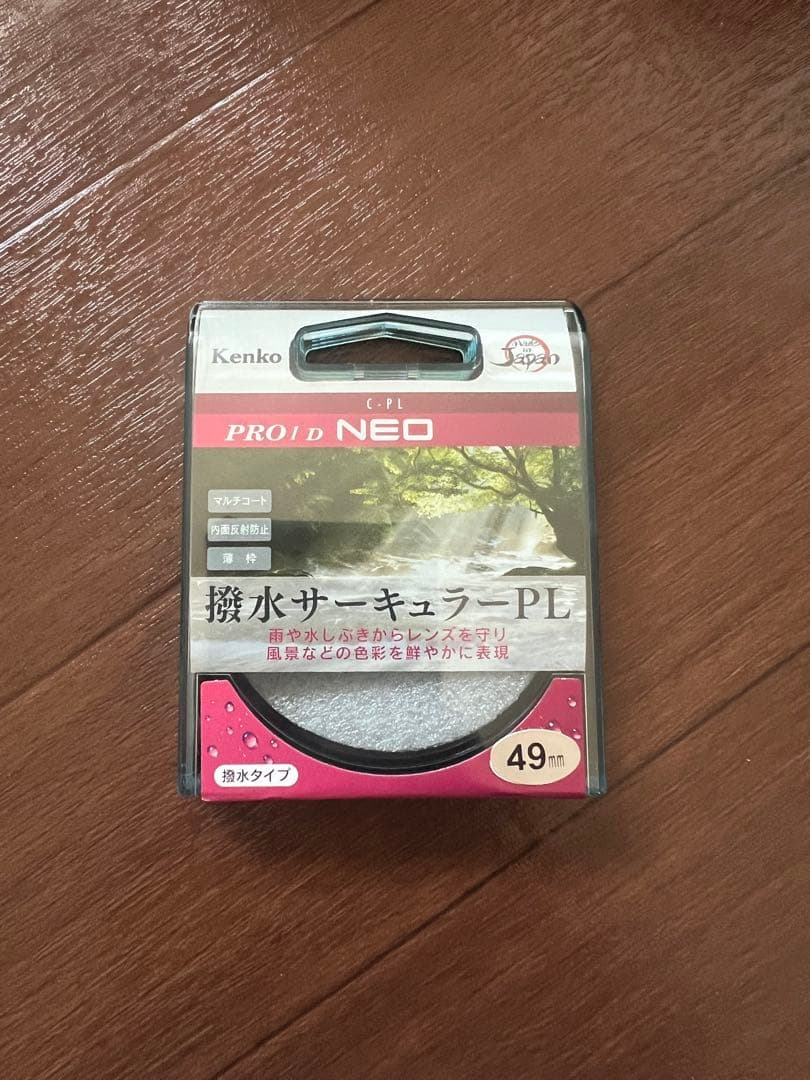 Kenko
made in Japan
C-PL
PRO1D NEO
マルチコート
内面反射防止
薄枠
撥水サーキュラーPL
雨や水しぶきからレンズを守り
風景などの色彩を鮮やかに表現
撥水タイプ
49mm